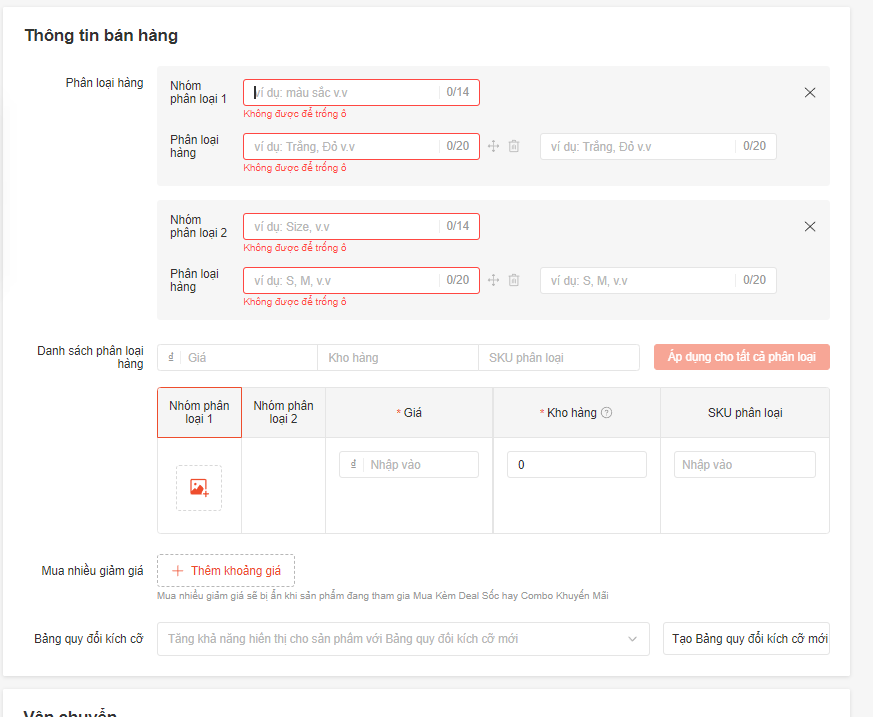 Thông tin bán hàng
Phân loại hàng
Nhóm
phân loại 1
ví dụ: màu sắc v.v
0/14
Không được để trống ô
Phân loại
hàng
ví dụ: Trắng, Đỏ v.v
0/20
ví dụ: Trắng, Đỏ v.v
0/20
Không được để trống ô
Nhóm
phân loại 2
ví dụ: Size, v.v
0/14
Không được để trống ô
Phân loại
hàng
ví dụ: S, M, v.v
0/20
ví dụ: S, M, v.v
0/20
Không được để trống ô
Danh sách phân loại
hàng
₫ Giá
Kho hàng
SKU phân loại
Áp dụng cho tất cả phân loại
Nhóm phân
loại 1
Nhóm phân
loại 2
* Giá
* Kho hàng ?
SKU phân loại
₫ Nhập vào
0
Nhập vào
Mua nhiều giảm giá
+ Thêm khoảng giá
Mua nhiều giảm giá sẽ bị ẩn khi sản phẩm đang tham gia Mua Kèm Deal Sốc hay Combo Khuyến Mãi
Bảng quy đổi kích cỡ
Tăng khả năng hiển thị cho sản phẩm với Bảng quy đổi kích cỡ mới
Tạo Bảng quy đổi kích cỡ mới
Vận chuyển